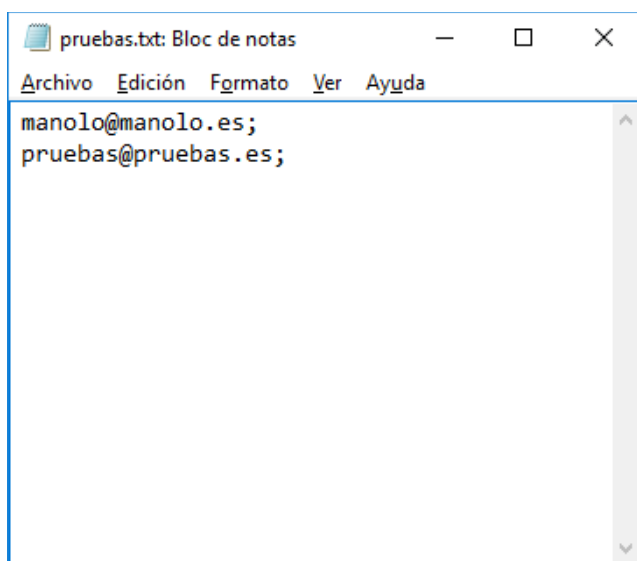 pruebas.txt: Bloc de notas
Archivo Edición Formato Ver Ayuda
manolo@manolo.es;
pruebas@pruebas.es;